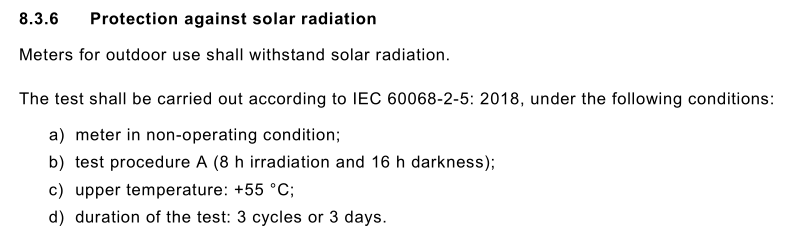 8.3.6 Protection against solar radiation
Meters for outdoor use shall withstand solar radiation.
The test shall be carried out according to IEC 60068-2-5: 2018, under the following conditions:
a) meter in non-operating condition;
b) test procedure A (8 h irradiation and 16 h darkness);
c) upper temperature: +55 °C;
d) duration of the test: 3 cycles or 3 days.